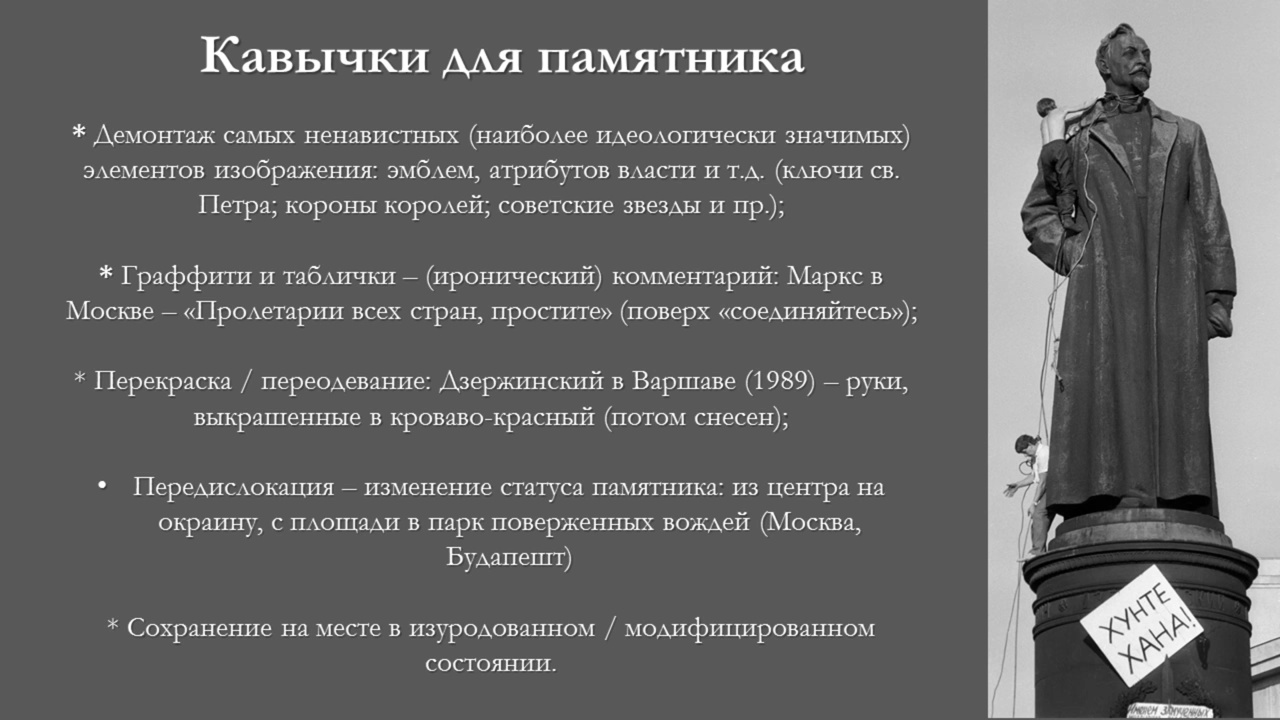 Кавычки для памятника
* Демонтаж самых ненавистных (наиболее идеологически значимых)
элементов изображения: эмблем, атрибутов власти и т.д. (ключи св.
Петра; короны королей; советские звезды и пр.);
* Граффити и таблички – (иронический) комментарий: Маркс в
Москве – «Пролетарии всех стран, простите» (поверх «соединяйтесь»);
* Перекраска / переодевание: Дзержинский в Варшаве (1989) – руки,
выкрашенные в кроваво-красный (потом снесен);
• Передислокация – изменение статуса памятника: из центра на
окраину, с площади в парк поверженных вождей (Москва,
Будапешт)
* Сохранение на месте в изуродованном / модифицированном
состоянии.
ХУНТЕ
ХАНА!